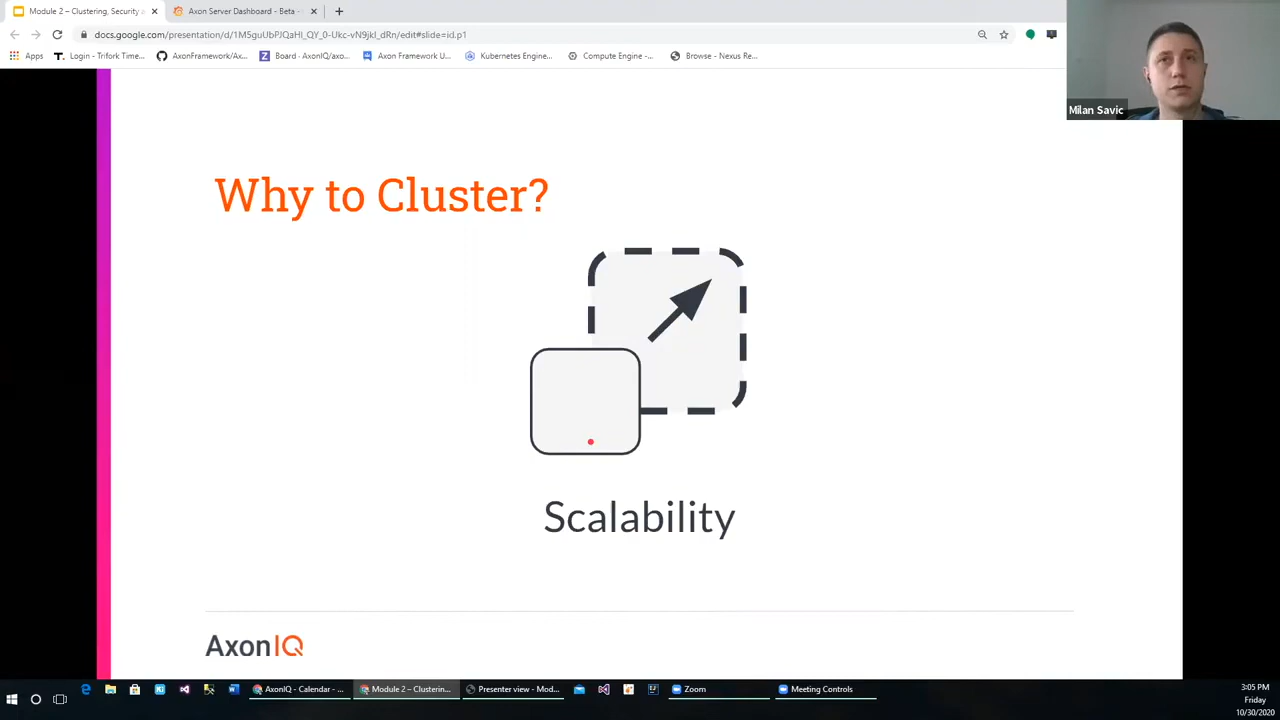 Module 2 – Clustering, Security a
Axon Server Dashboard - Beta -
docs.google.com/presentation/d/1M5guUbPJQaHl_QY_0-Ukc-vN9jkI_dRn/edit#slide=id.p1
Apps
Login - Trifork Time...
AxonFramework/Ax...
Board · AxonIQ/axo...
Axon Framework U...
Kubernetes Engine...
Compute Engine -...
Browse - Nexus Re...
Milan Savic
Why to Cluster?
Scalability
AxonIQ
AxonIQ - Calendar - ...
Module 2 – Clusterin...
Presenter view - Mod...
Zoom
Meeting Controls
3:05 PM
Friday
10/30/2020